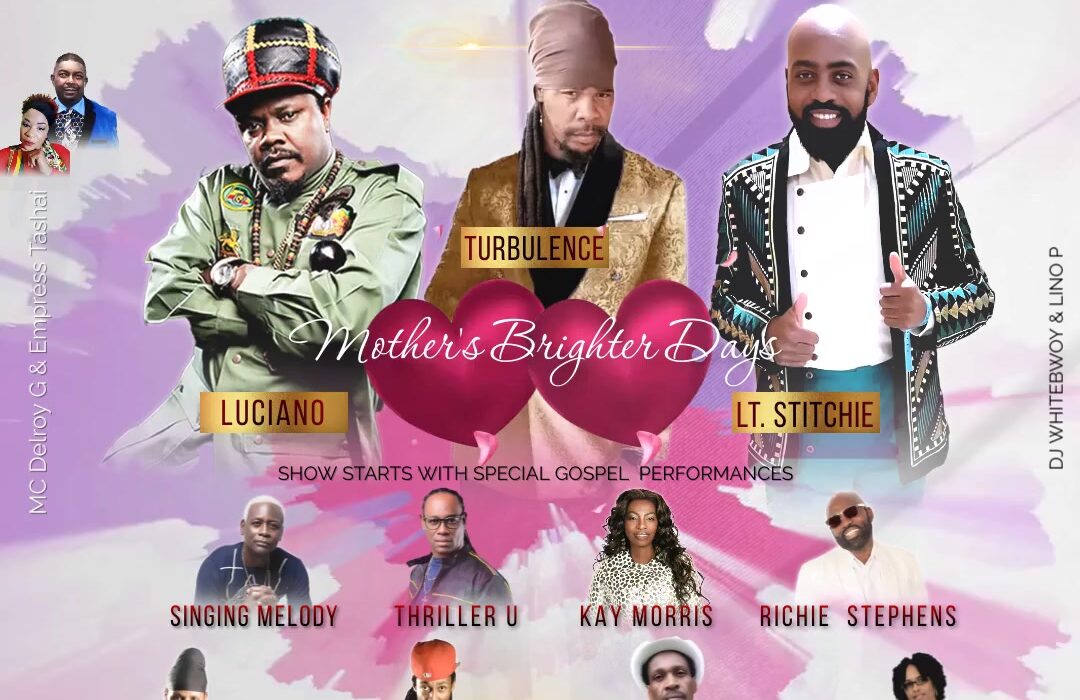 MC Delroy G & Empress Tashai
TURBULENCE
Mother's Brighter Days
LUCIANO
LT. STITCHIE
DJ WHITEBWOY & LINO P
SHOW STARTS WITH SPECIAL GOSPEL PERFORMANCES
SINGING MELODY
THRILLER U
KAY MORRIS
RICHIE STEPHENS